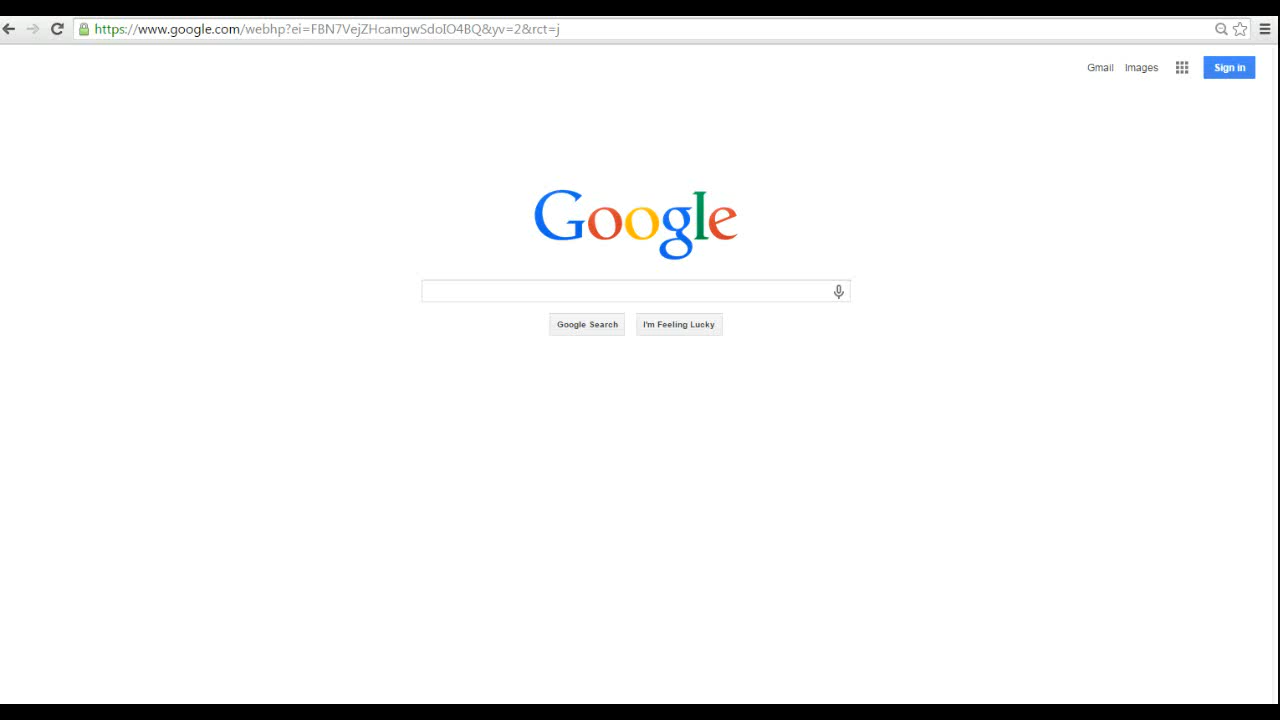 https://www.google.com/webhp?ei=FBN7VejZHcamgwSdoIO4BQ&yv=2&rct=j
Gmail Images Sign in
Google
Google Search I'm Feeling Lucky